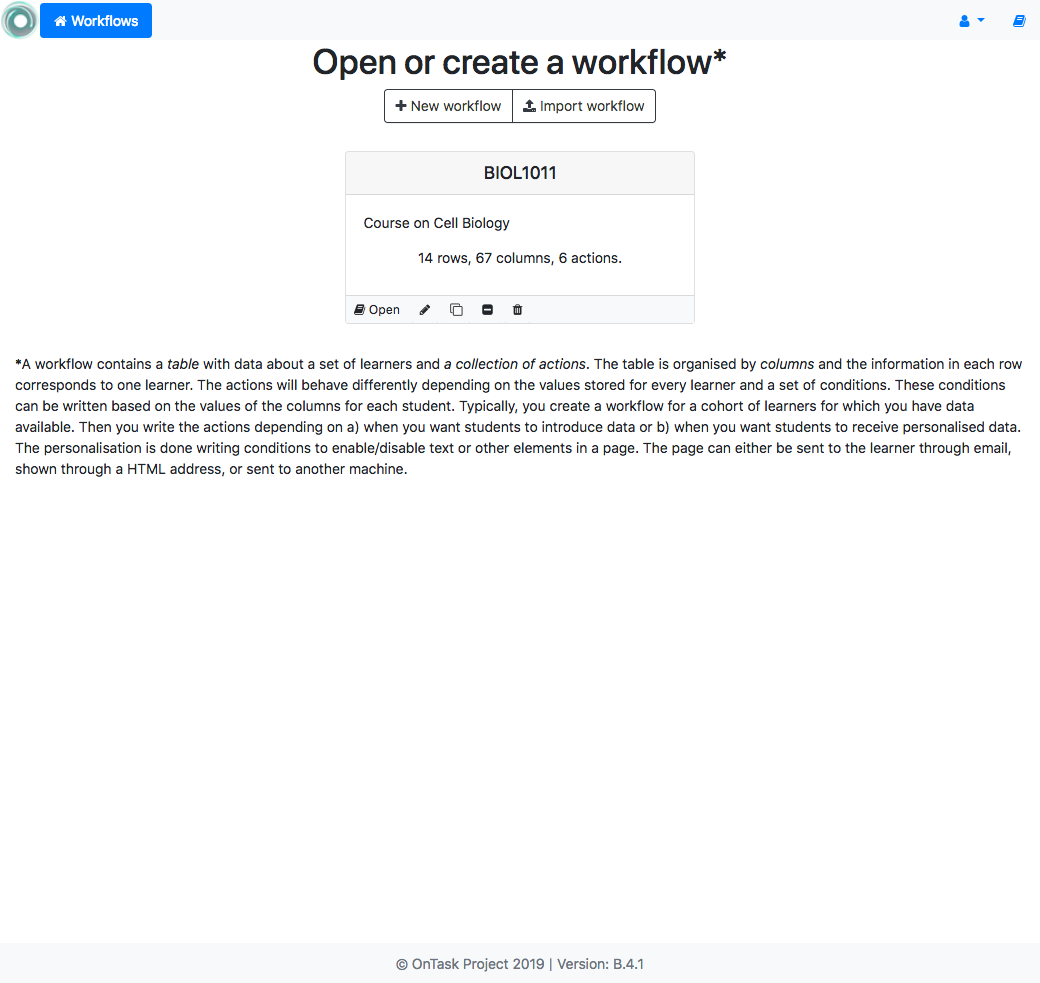 Workflows
Open or create a workflow*
New workflow Import workflow
BIOL1011
Course on Cell Biology
14 rows, 67 columns, 6 actions.
Open
*A workflow contains a table with data about a set of learners and a collection of actions. The table is organised by columns and the information in each row
corresponds to one learner. The actions will behave differently depending on the values stored for every learner and a set of conditions. These conditions
can be written based on the values of the columns for each student. Typically, you create a workflow for a cohort of learners for which you have data
available. Then you write the actions depending on a) when you want students to introduce data or b) when you want students to receive personalised data.
The personalisation is done writing conditions to enable/disable text or other elements in a page. The page can either be sent to the learner through email,
shown through a HTML address, or sent to another machine.
© OnTask Project 2019 | Version: B.4.1